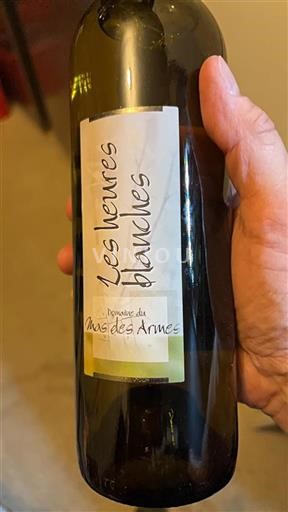 Les heures
blanches
Domaine du
Mas des Armes